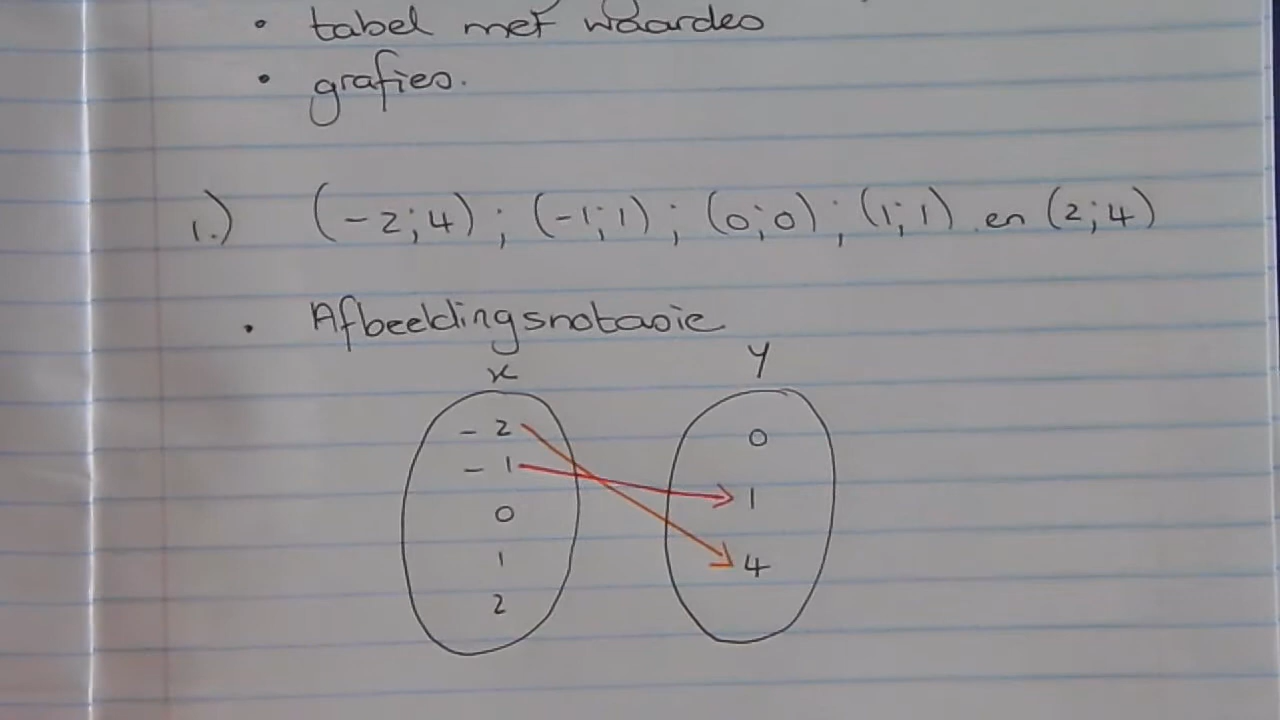 • tabel met waardes
• grafies.
1.) (-2;4) ; (-1;1) ; (0;0) ; (1;1) en (2;4)
• Afbeeldingsnotasie
x y
-2 0
-1 1
0 4
1
2